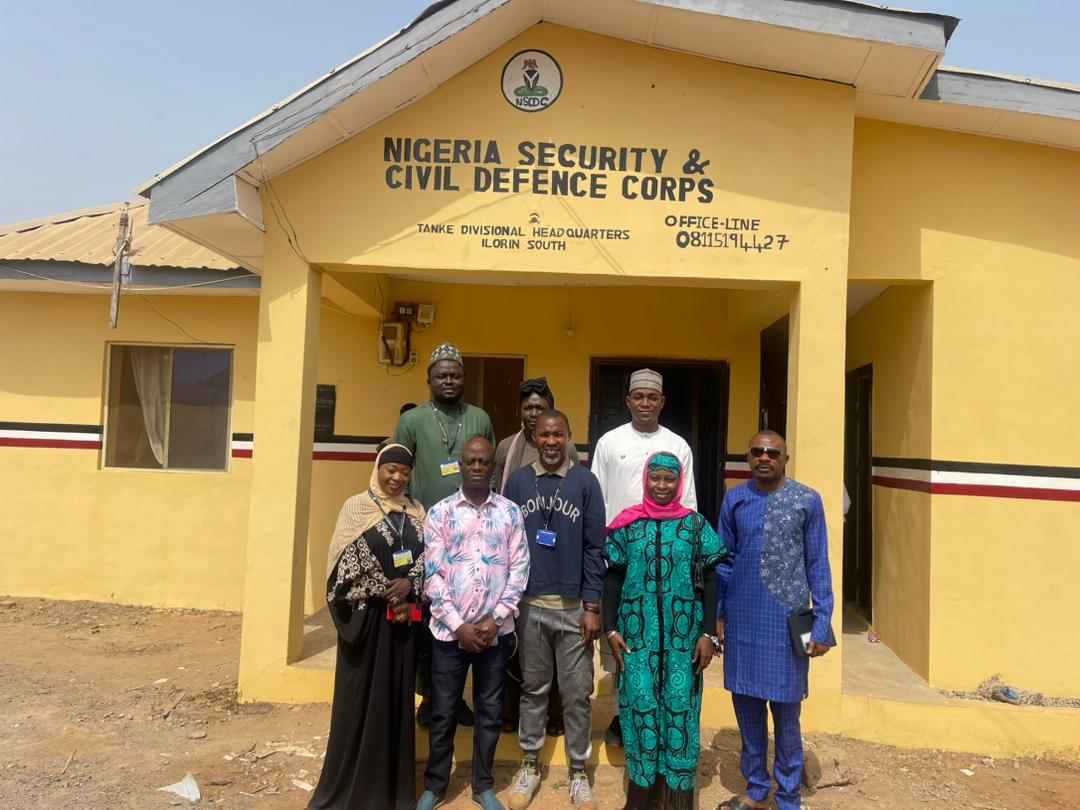 NSCDC
NIGERIA SECURITY &
CIVIL DEFENCE CORPS
TANKE DIVISIONAL HEADQUARTERS
ILORIN SOUTH
OFFICE-LINE
08115194427
BONJOUR